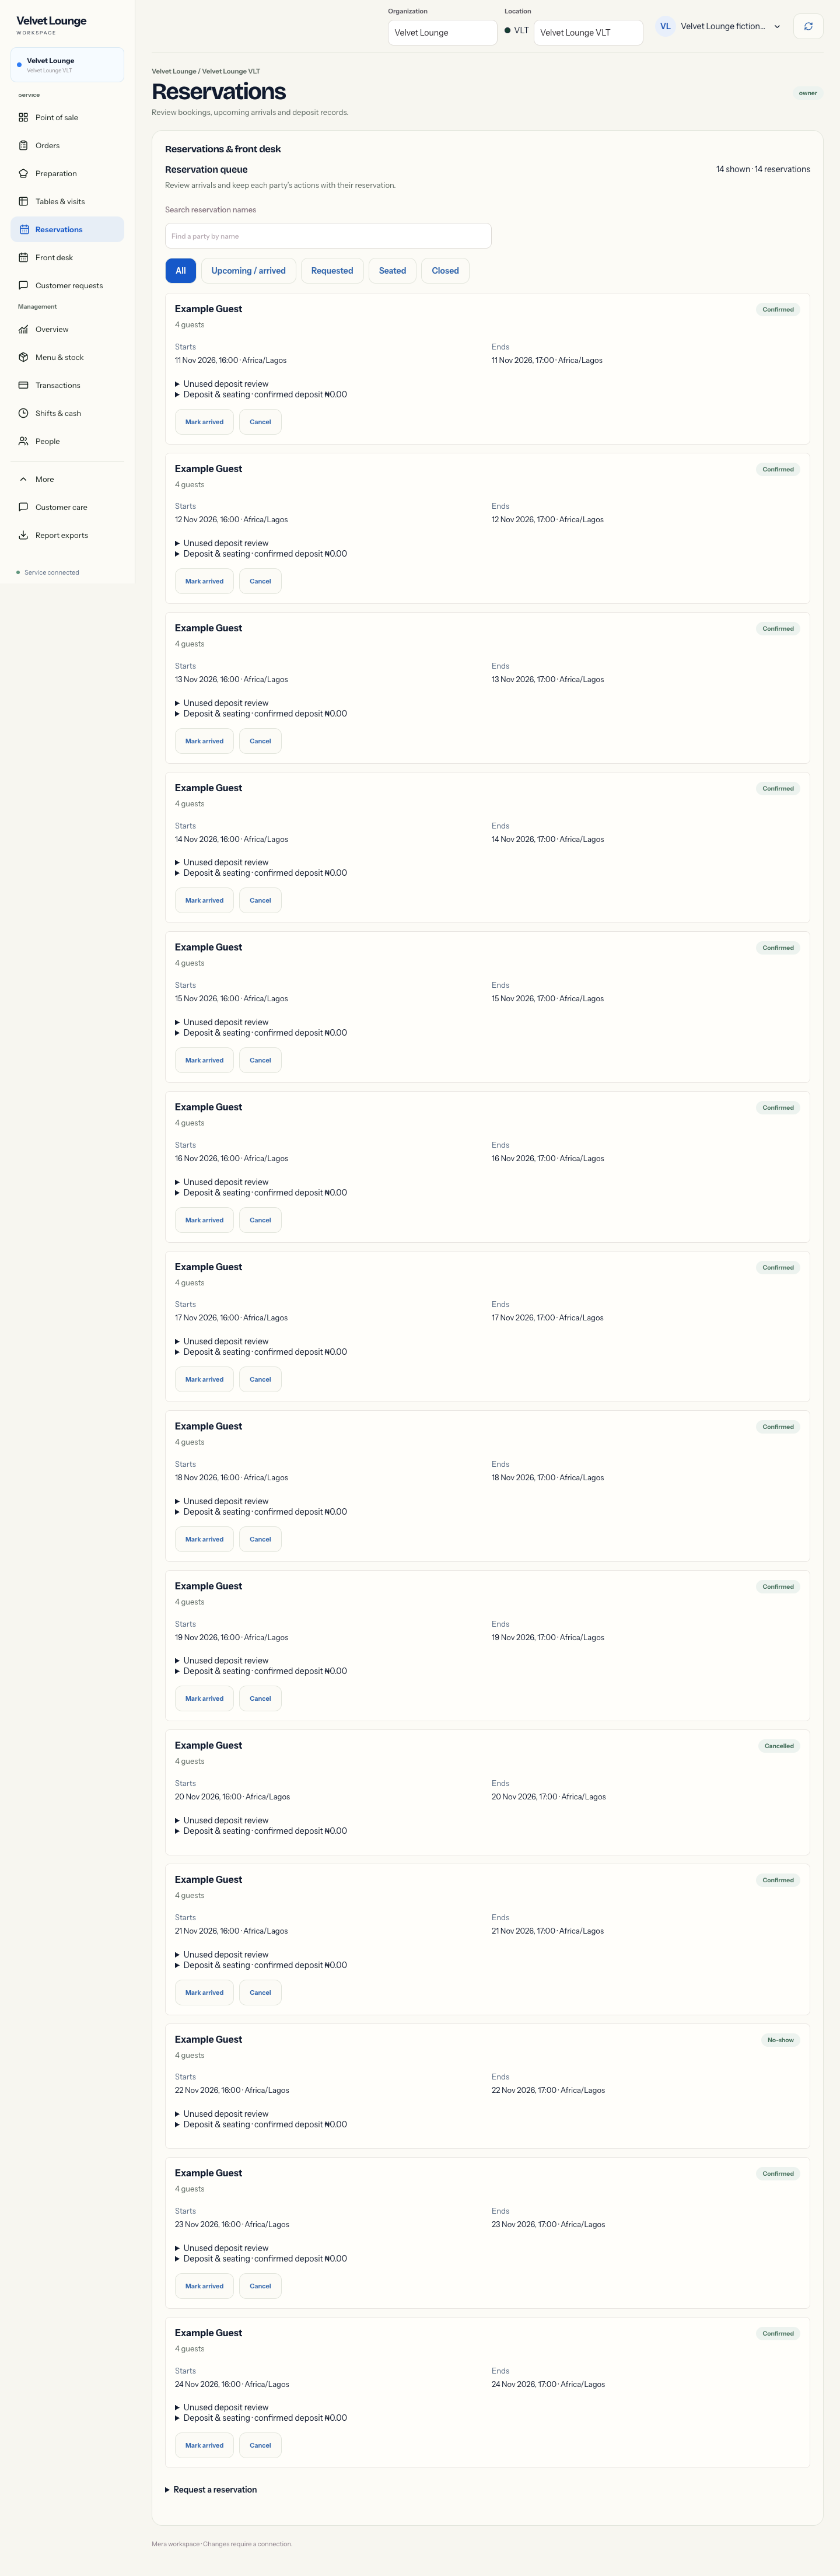 Velvet Lounge
WORKSPACE
Velvet Lounge
Velvet Lounge VLT
Service
Point of sale
Orders
Preparation
Tables & visits
Reservations
Front desk
Customer requests
Management
Overview
Menu & stock
Transactions
Shifts & cash
People
More
Customer care
Report exports
Service connected
Organization
Velvet Lounge
Location
VLT
Velvet Lounge VLT
VL
Velvet Lounge fiction...
Velvet Lounge / Velvet Lounge VLT
Reservations
owner
Review bookings, upcoming arrivals and deposit records.
Reservations & front desk
Reservation queue
14 shown · 14 reservations
Review arrivals and keep each party's actions with their reservation.
Search reservation names
Find a party by name
All Upcoming / arrived Requested Seated Closed
Example Guest Confirmed
4 guests
Starts Ends
11 Nov 2026, 16:00 · Africa/Lagos 11 Nov 2026, 17:00 · Africa/Lagos
Unused deposit review
Deposit & seating · confirmed deposit ₦0.00
Mark arrived Cancel
Example Guest Confirmed
4 guests
Starts Ends
12 Nov 2026, 16:00 · Africa/Lagos 12 Nov 2026, 17:00 · Africa/Lagos
Unused deposit review
Deposit & seating · confirmed deposit ₦0.00
Mark arrived Cancel
Example Guest Confirmed
4 guests
Starts Ends
13 Nov 2026, 16:00 · Africa/Lagos 13 Nov 2026, 17:00 · Africa/Lagos
Unused deposit review
Deposit & seating · confirmed deposit ₦0.00
Mark arrived Cancel
Example Guest Confirmed
4 guests
Starts Ends
14 Nov 2026, 16:00 · Africa/Lagos 14 Nov 2026, 17:00 · Africa/Lagos
Unused deposit review
Deposit & seating · confirmed deposit ₦0.00
Mark arrived Cancel
Example Guest Confirmed
4 guests
Starts Ends
15 Nov 2026, 16:00 · Africa/Lagos 15 Nov 2026, 17:00 · Africa/Lagos
Unused deposit review
Deposit & seating · confirmed deposit ₦0.00
Mark arrived Cancel
Example Guest Confirmed
4 guests
Starts Ends
16 Nov 2026, 16:00 · Africa/Lagos 16 Nov 2026, 17:00 · Africa/Lagos
Unused deposit review
Deposit & seating · confirmed deposit ₦0.00
Mark arrived Cancel
Example Guest Confirmed
4 guests
Starts Ends
17 Nov 2026, 16:00 · Africa/Lagos 17 Nov 2026, 17:00 · Africa/Lagos
Unused deposit review
Deposit & seating · confirmed deposit ₦0.00
Mark arrived Cancel
Example Guest Confirmed
4 guests
Starts Ends
18 Nov 2026, 16:00 · Africa/Lagos 18 Nov 2026, 17:00 · Africa/Lagos
Unused deposit review
Deposit & seating · confirmed deposit ₦0.00
Mark arrived Cancel
Example Guest Confirmed
4 guests
Starts Ends
19 Nov 2026, 16:00 · Africa/Lagos 19 Nov 2026, 17:00 · Africa/Lagos
Unused deposit review
Deposit & seating · confirmed deposit ₦0.00
Mark arrived Cancel
Example Guest Cancelled
4 guests
Starts Ends
20 Nov 2026, 16:00 · Africa/Lagos 20 Nov 2026, 17:00 · Africa/Lagos
Unused deposit review
Deposit & seating · confirmed deposit ₦0.00
Example Guest Confirmed
4 guests
Starts Ends
21 Nov 2026, 16:00 · Africa/Lagos 21 Nov 2026, 17:00 · Africa/Lagos
Unused deposit review
Deposit & seating · confirmed deposit ₦0.00
Mark arrived Cancel
Example Guest No-show
4 guests
Starts Ends
22 Nov 2026, 16:00 · Africa/Lagos 22 Nov 2026, 17:00 · Africa/Lagos
Unused deposit review
Deposit & seating · confirmed deposit ₦0.00
Example Guest Confirmed
4 guests
Starts Ends
23 Nov 2026, 16:00 · Africa/Lagos 23 Nov 2026, 17:00 · Africa/Lagos
Unused deposit review
Deposit & seating · confirmed deposit ₦0.00
Mark arrived Cancel
Example Guest Confirmed
4 guests
Starts Ends
24 Nov 2026, 16:00 · Africa/Lagos 24 Nov 2026, 17:00 · Africa/Lagos
Unused deposit review
Deposit & seating · confirmed deposit ₦0.00
Mark arrived Cancel
Request a reservation
Mera workspace · Changes require a connection.